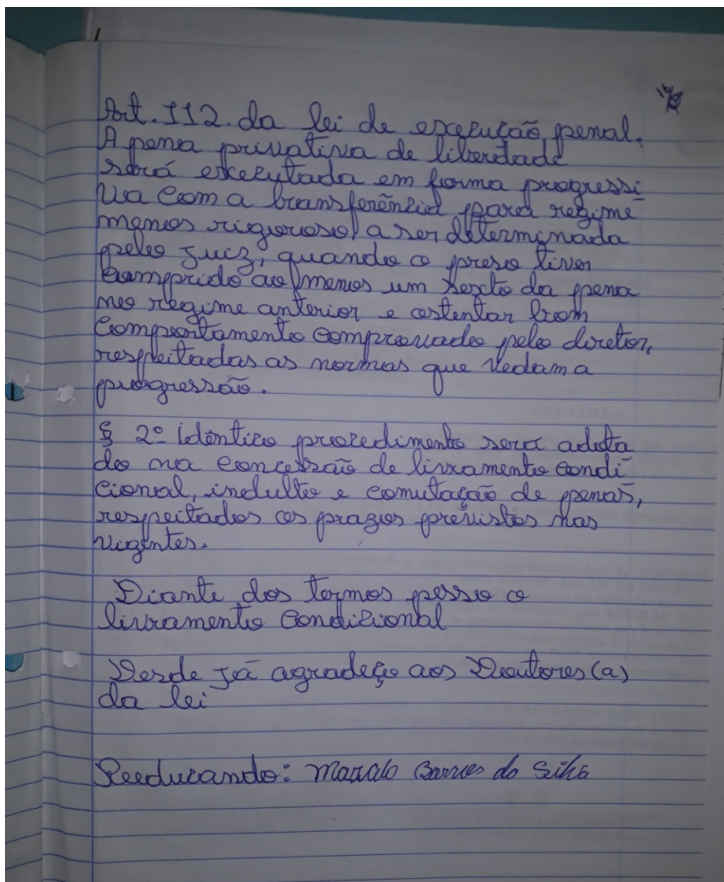 Art. 112. da lei de execução penal.
A pena privativa de liberdade
será executada em forma progressi
va com a transferência para regime
menos rigoroso, a ser determinada
pelo Juiz, quando o preso tiver
cumprido ao menos um sexto da pena
no regime anterior e ostentar bom
comportamento comprovado pelo diretor,
respeitadas as normas que vedam a
progressão.
§ 2º idêntico procedimento será adota
do na concessão de livramento condi
cional, indulto e comutação de penas,
respeitados os prazos previstos nas
vigentes.
Diante dos termos posso o
livramento condicional
Desde já agradeço aos Doutores(a)
da lei
Reeducando: Barros da Silva